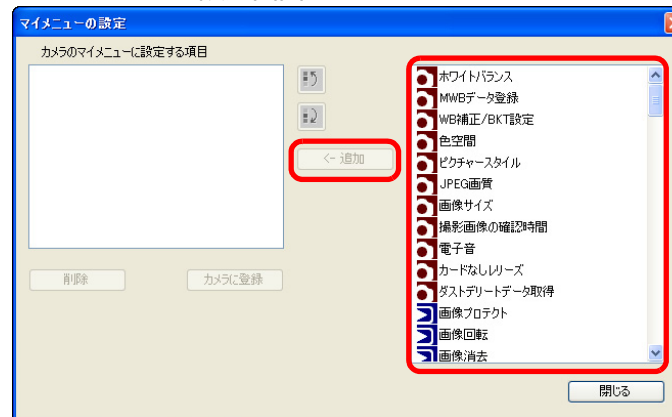 マイメニューの設定
カメラのマイメニューに設定する項目
<- 追加
削除
カメラに登録
ホワイトバランス
MWBデータ登録
WB補正/BKT設定
色空間
ピクチャースタイル
JPEG画質
画像サイズ
撮影画像の確認時間
電子音
カードなしレリーズ
ダストデリートデータ取得
画像プロテクト
画像回転
画像消去
閉じる